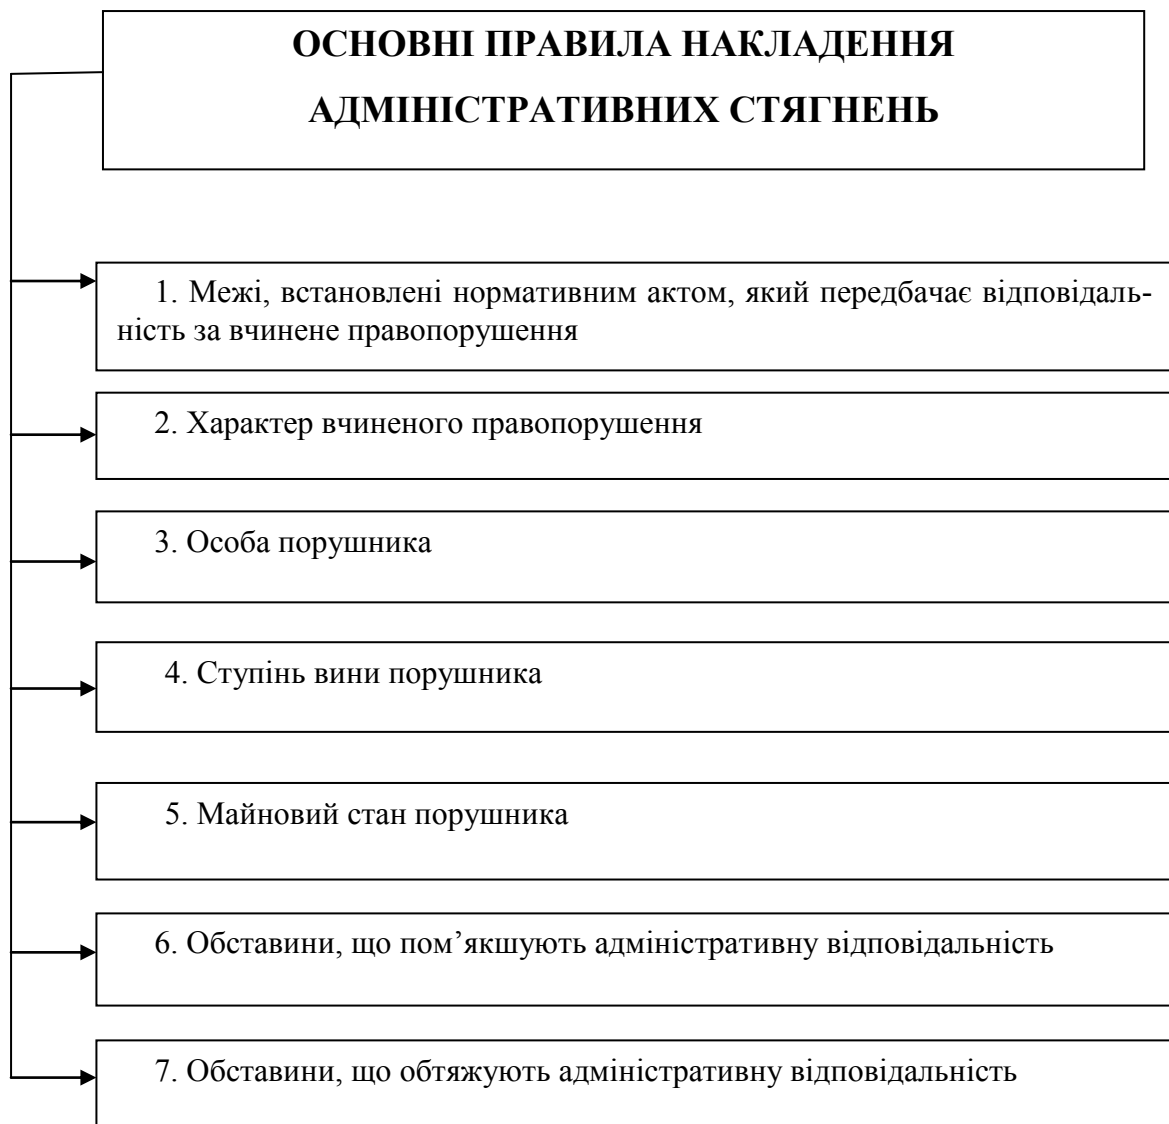 ОСНОВНІ ПРАВИЛА НАКЛАДЕННЯ
АДМІНІСТРАТИВНИХ СТЯГНЕНЬ
1. Межі, встановлені нормативним актом, який передбачає відповідаль-
ність за вчинене правопорушення
2. Характер вчиненого правопорушення
3. Особа порушника
4. Ступінь вини порушника
5. Майновий стан порушника
6. Обставини, що пом’якшують адміністративну відповідальність
7. Обставини, що обтяжують адміністративну відповідальність